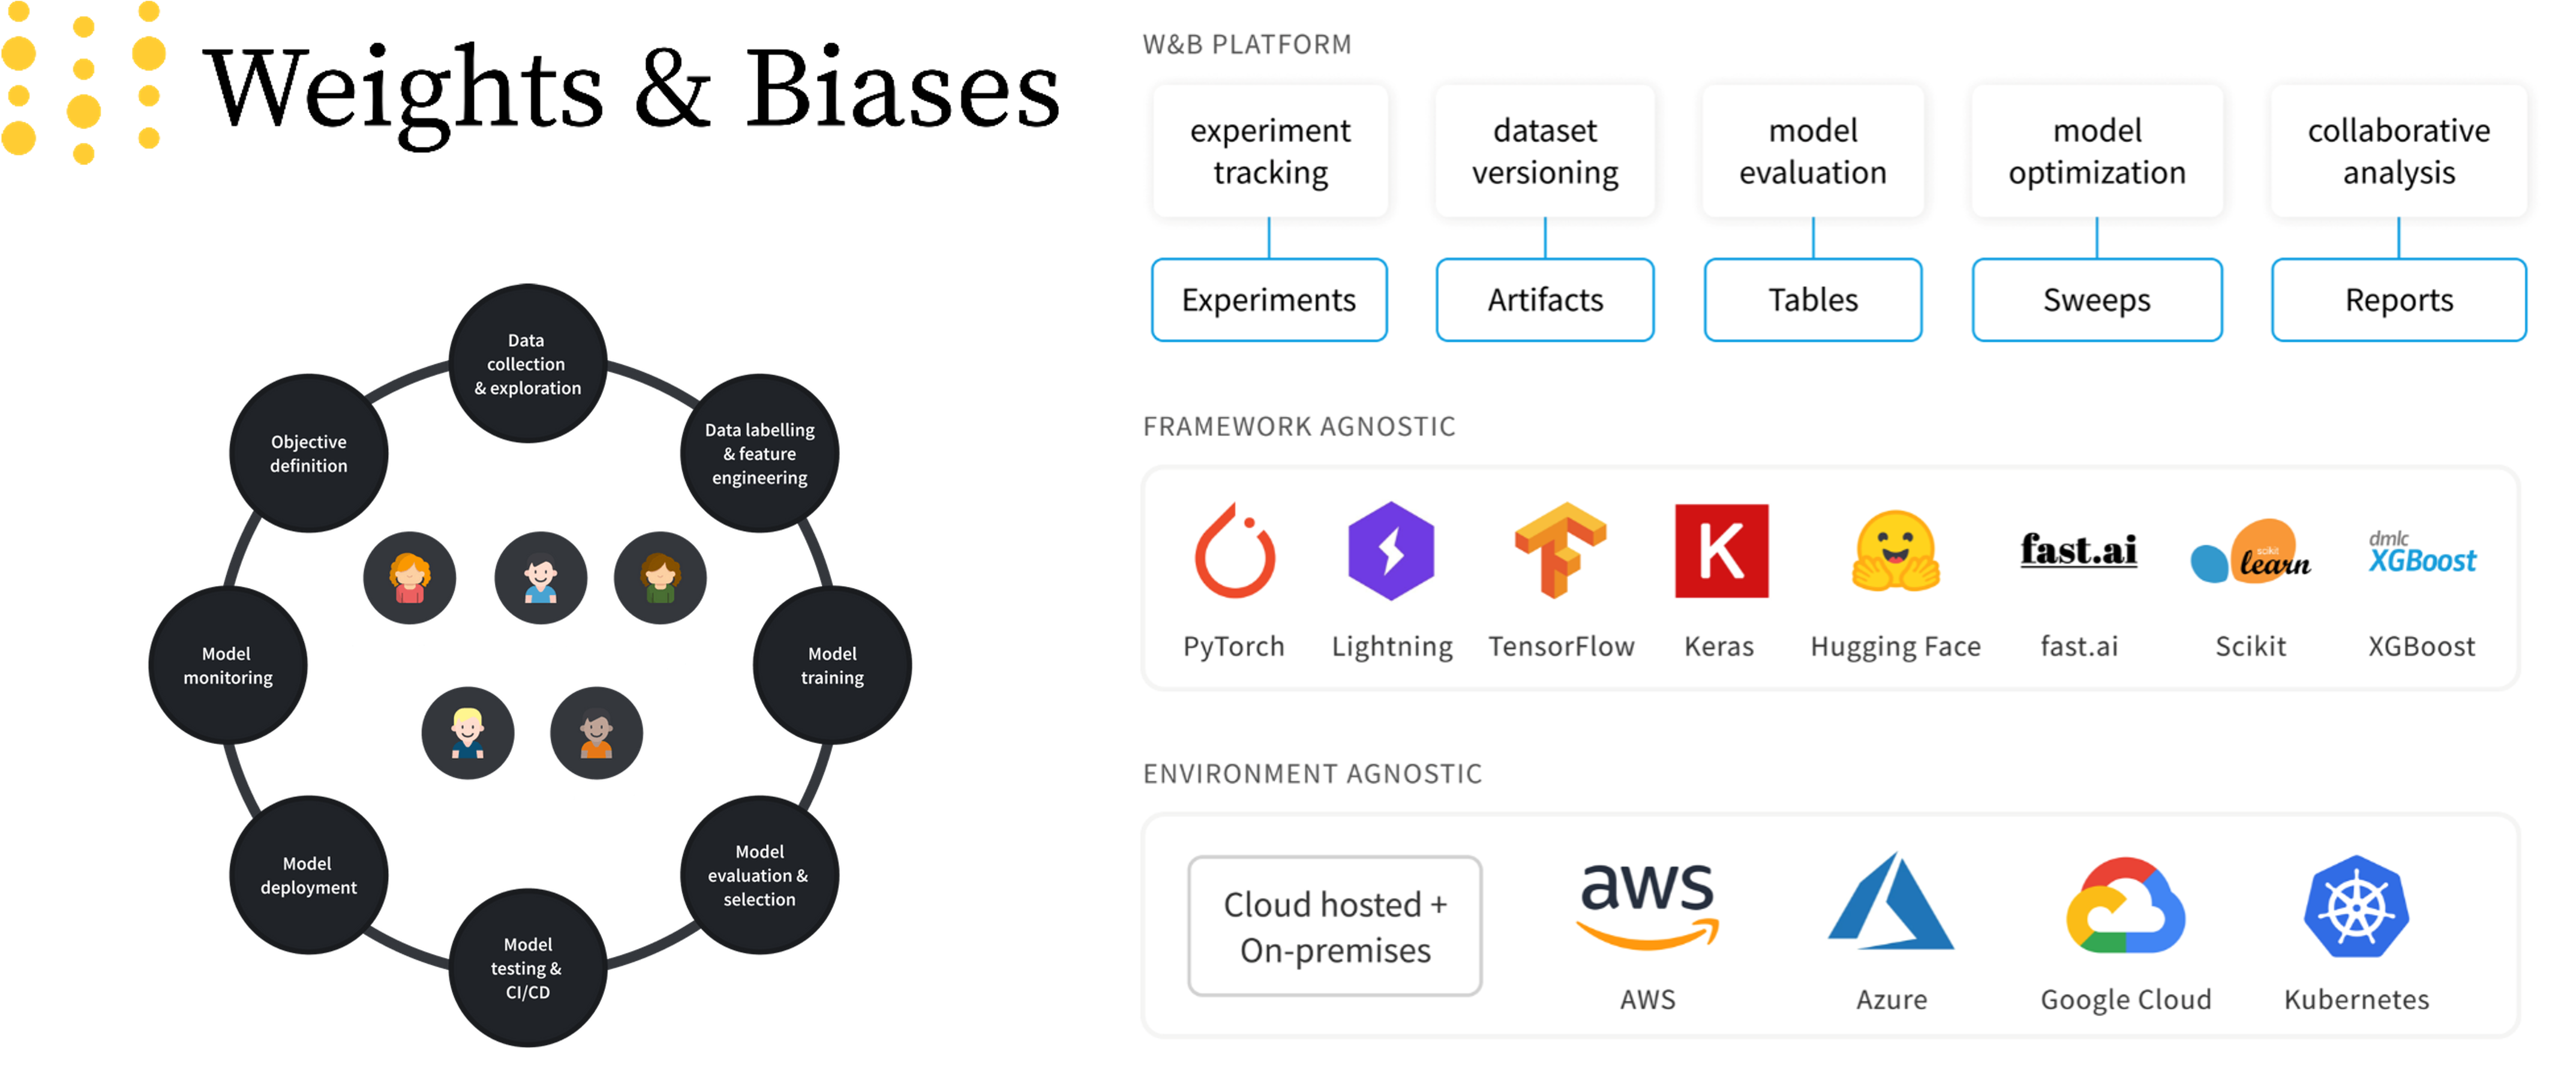 Weights & Biases
Data
collection
& exploration
Data labelling
& feature
engineering
Model
training
Model
evaluation &
selection
Model
testing &
CI/CD
Model
deployment
Model
monitoring
Objective
definition
W&B PLATFORM
experiment
tracking
dataset
versioning
model
evaluation
model
optimization
collaborative
analysis
Experiments
Artifacts
Tables
Sweeps
Reports
FRAMEWORK AGNOSTIC
K
fast.ai
scikit
learn
dmlc
XGBoost
PyTorch
Lightning
TensorFlow
Keras
Hugging Face
fast.ai
Scikit
XGBoost
ENVIRONMENT AGNOSTIC
Cloud hosted +
On-premises
aws
AWS
Azure
Google Cloud
Kubernetes